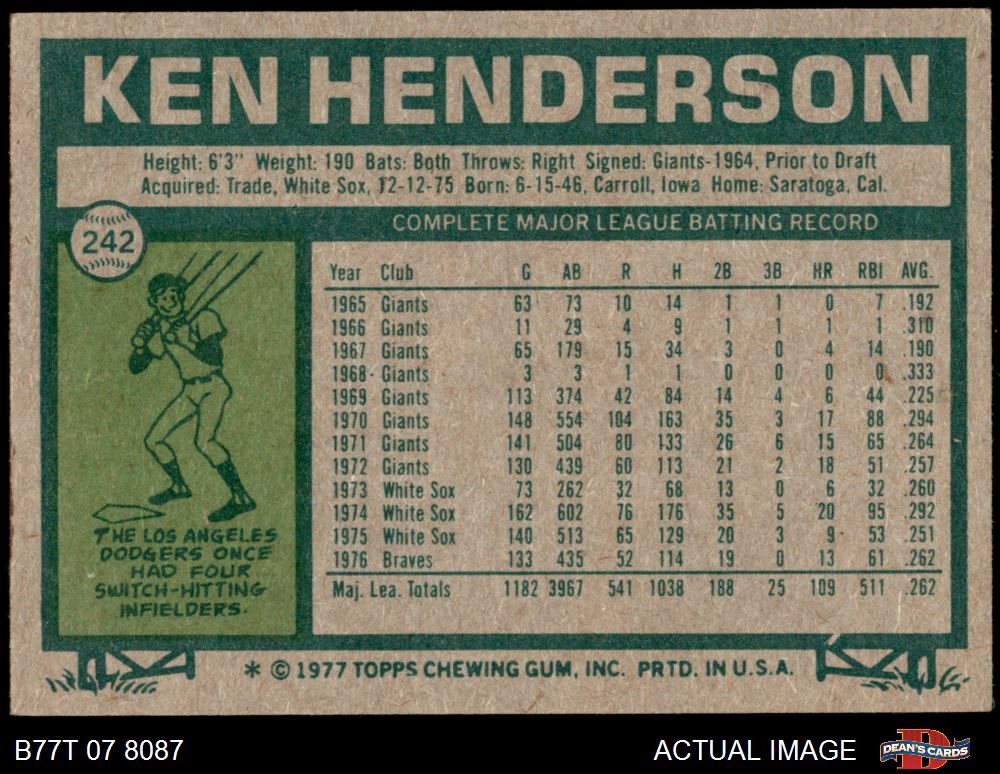 KEN HENDERSON
Height: 6'3" Weight: 190 Bats: Both Throws: Right Signed: Giants-1964, Prior to Draft
Acquired: Trade, White Sox, 12-12-75 Born: 6-15-46, Carroll, Iowa Home: Saratoga, Cal.
242
COMPLETE MAJOR LEAGUE BATTING RECORD
Year Club G AB R H 2B 3B HR RBI AVG.
1965 Giants 63 73 10 14 1 1 0 7 .192
1966 Giants 11 29 4 9 1 1 1 1 .310
1967 Giants 65 179 15 34 3 0 4 14 .190
1968 Giants 3 3 1 1 0 0 0 0 .333
1969 Giants 113 374 42 84 14 4 6 44 .225
1970 Giants 148 554 104 163 35 3 17 88 .294
1971 Giants 141 504 80 133 26 6 15 65 .264
1972 Giants 130 439 60 113 21 2 18 51 .257
1973 White Sox 73 262 32 68 13 0 6 32 .260
1974 White Sox 162 602 76 176 35 5 20 95 .292
1975 White Sox 140 513 65 129 20 3 9 53 .251
1976 Braves 133 435 52 114 19 0 13 61 .262
Maj. Lea. Totals 1182 3967 541 1038 188 25 109 511 .262
THE LOS ANGELES
DODGERS ONCE
HAD FOUR
SWITCH-HITTING
INFIELDERS.
* © 1977 TOPPS CHEWING GUM, INC. PRTD. IN U.S.A.
B77T 07 8087
ACTUAL IMAGE
DEAN'S CARDS